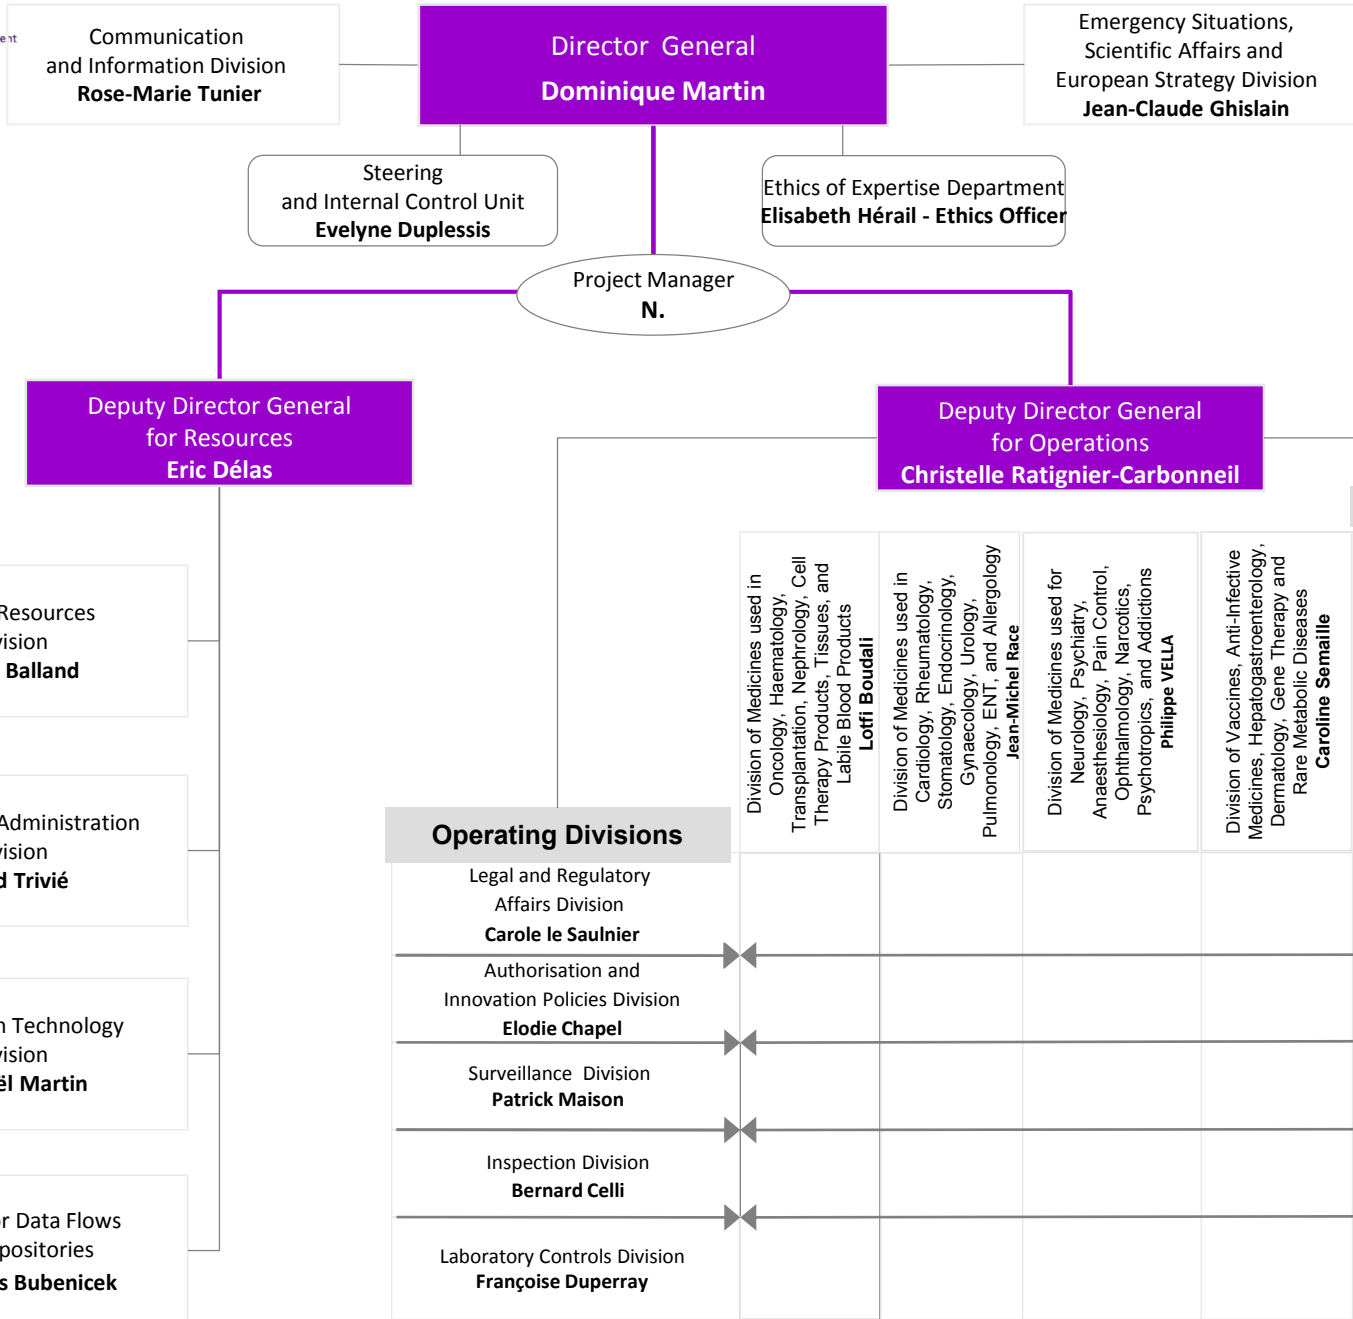 Communication
and Information Division
Rose-Marie Tunier
Director General
Dominique Martin
Emergency Situations,
Scientific Affairs and
European Strategy Division
Jean-Claude Ghislain
Steering
and Internal Control Unit
Evelyne Duplessis
Ethics of Expertise Department
Elisabeth Hérail - Ethics Officer
Project Manager
N.
Deputy Director General
for Resources
Eric Délas
Deputy Director General
for Operations
Christelle Ratignier-Carbonneil
Resources
Balland
Administration
Trivié
Technology
Martin
Data Flows
Bubenicek
Division of Medicines used in
Oncology, Haematology,
Transplantation, Nephrology, Cell
Therapy Products, Tissues, and
Labile Blood Products
Lotfi Boudali
Division of Medicines used in
Cardiology, Rheumatology,
Stomatology, Endocrinology,
Gynaecology, Urology,
Pulmonology, ENT, and Allergology
Jean-Michel Race
Division of Medicines used for
Neurology, Psychiatry,
Anaesthesiology, Pain Control,
Ophthalmology, Narcotics,
Psychotropics, and Addictions
Philippe VELLA
Division of Vaccines, Anti-Infective
Medicines, Hepatogastroenterology,
Dermatology, Gene Therapy and
Rare Metabolic Diseases
Caroline Semaille
Operating Divisions
Legal and Regulatory
Affairs Division
Carole le Saulnier
Authorisation and
Innovation Policies Division
Elodie Chapel
Surveillance Division
Patrick Maison
Inspection Division
Bernard Celli
Laboratory Controls Division
Françoise Duperray